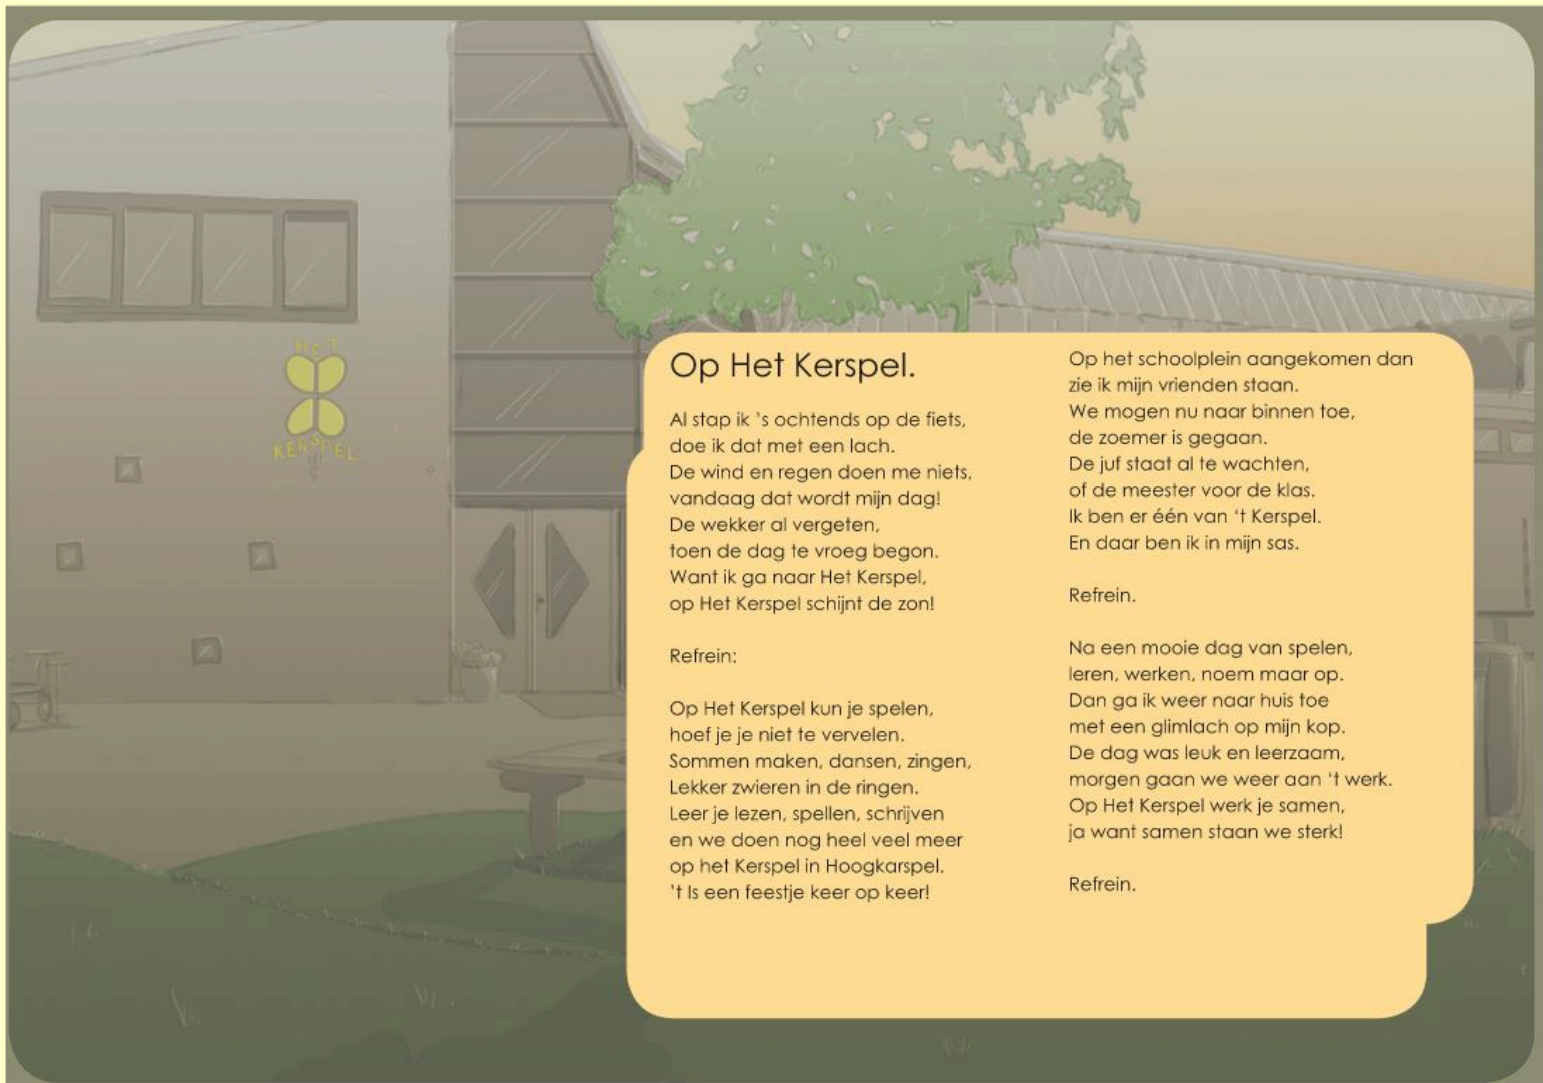 HET
KERSPEL
Op Het Kerspel.
Al stap ik 's ochtends op de fiets,
doe ik dat met een lach.
De wind en regen doen me niets,
vandaag dat wordt mijn dag!
De wekker al vergeten,
toen de dag te vroeg begon.
Want ik ga naar Het Kerspel,
op Het Kerspel schijnt de zon!
Refrein:
Op Het Kerspel kun je spelen,
hoef je je niet te vervelen.
Sommen maken, dansen, zingen,
Lekker zwieren in de ringen.
Leer je lezen, spellen, schrijven
en we doen nog heel veel meer
op het Kerspel in Hoogkarspel.
't Is een feestje keer op keer!
Op het schoolplein aangekomen dan
zie ik mijn vrienden staan.
We mogen nu naar binnen toe,
de zoemer is gegaan.
De juf staat al te wachten,
of de meester voor de klas.
Ik ben er één van ‘t Kerspel.
En daar ben ik in mijn sas.
Refrein.
Na een mooie dag van spelen,
leren, werken, noem maar op.
Dan ga ik weer naar huis toe
met een glimlach op mijn kop.
De dag was leuk en leerzaam,
morgen gaan we weer aan ‘t werk.
Op Het Kerspel werk je samen,
ja want samen staan we sterk!
Refrein.